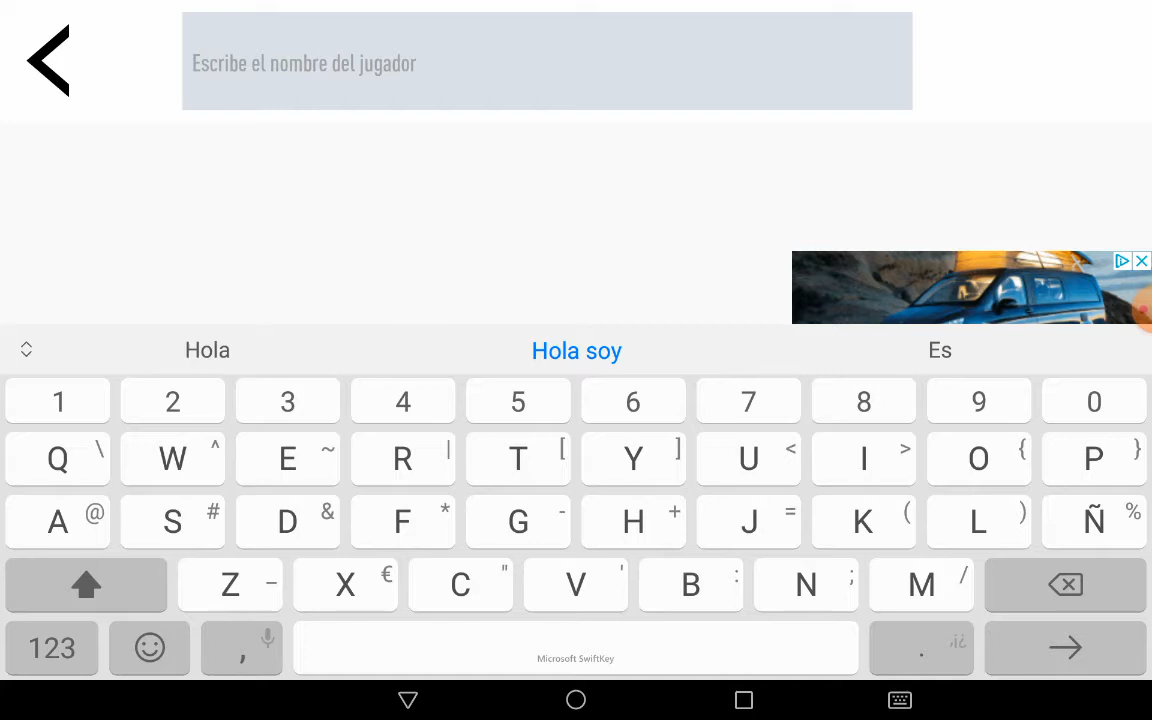 Escribe el nombre del jugador
Hola Hola soy Es
1 2 3 4 5 6 7 8 9 0
Q \ W ^ E ~ R | T [ Y ] U < I > O { P }
A @ S # D & F * G - H + J = K ( L ) Ñ %
Z _ X € C " V ' B : N ; M /
123 , Microsoft SwiftKey . ,i¿